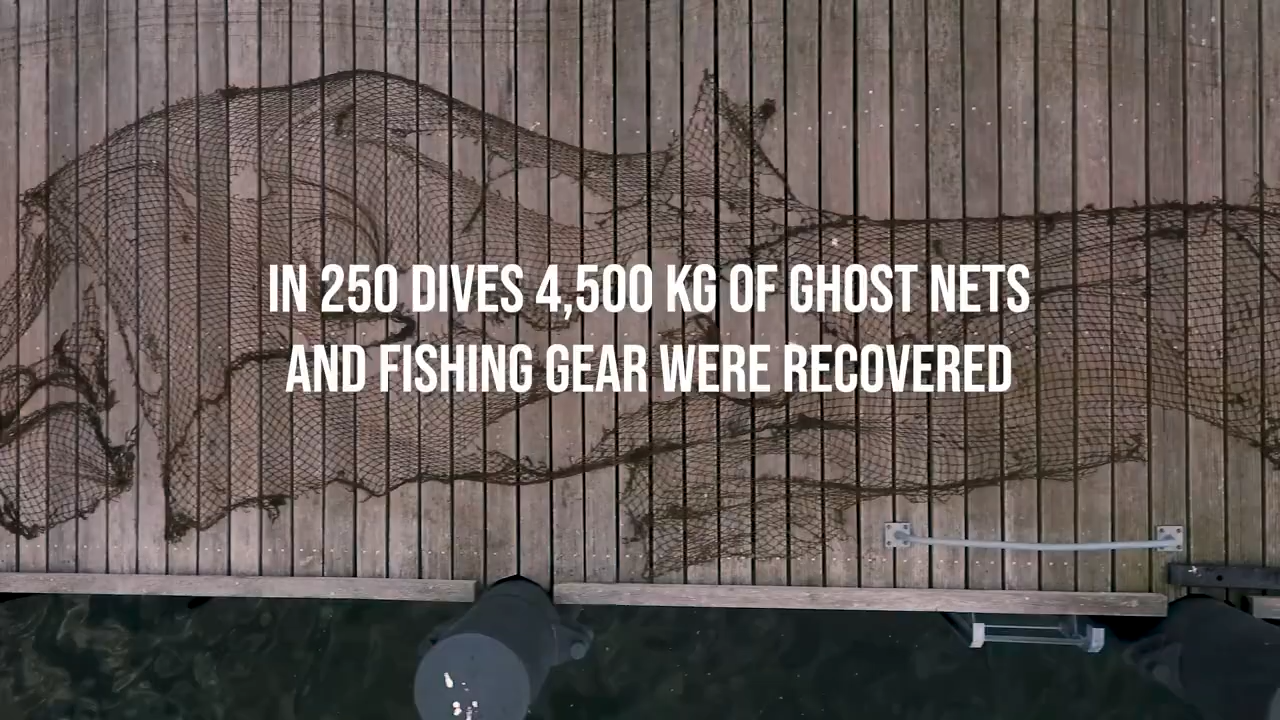 IN 250 DIVES 4,500 KG OF GHOST NETS
AND FISHING GEAR WERE RECOVERED